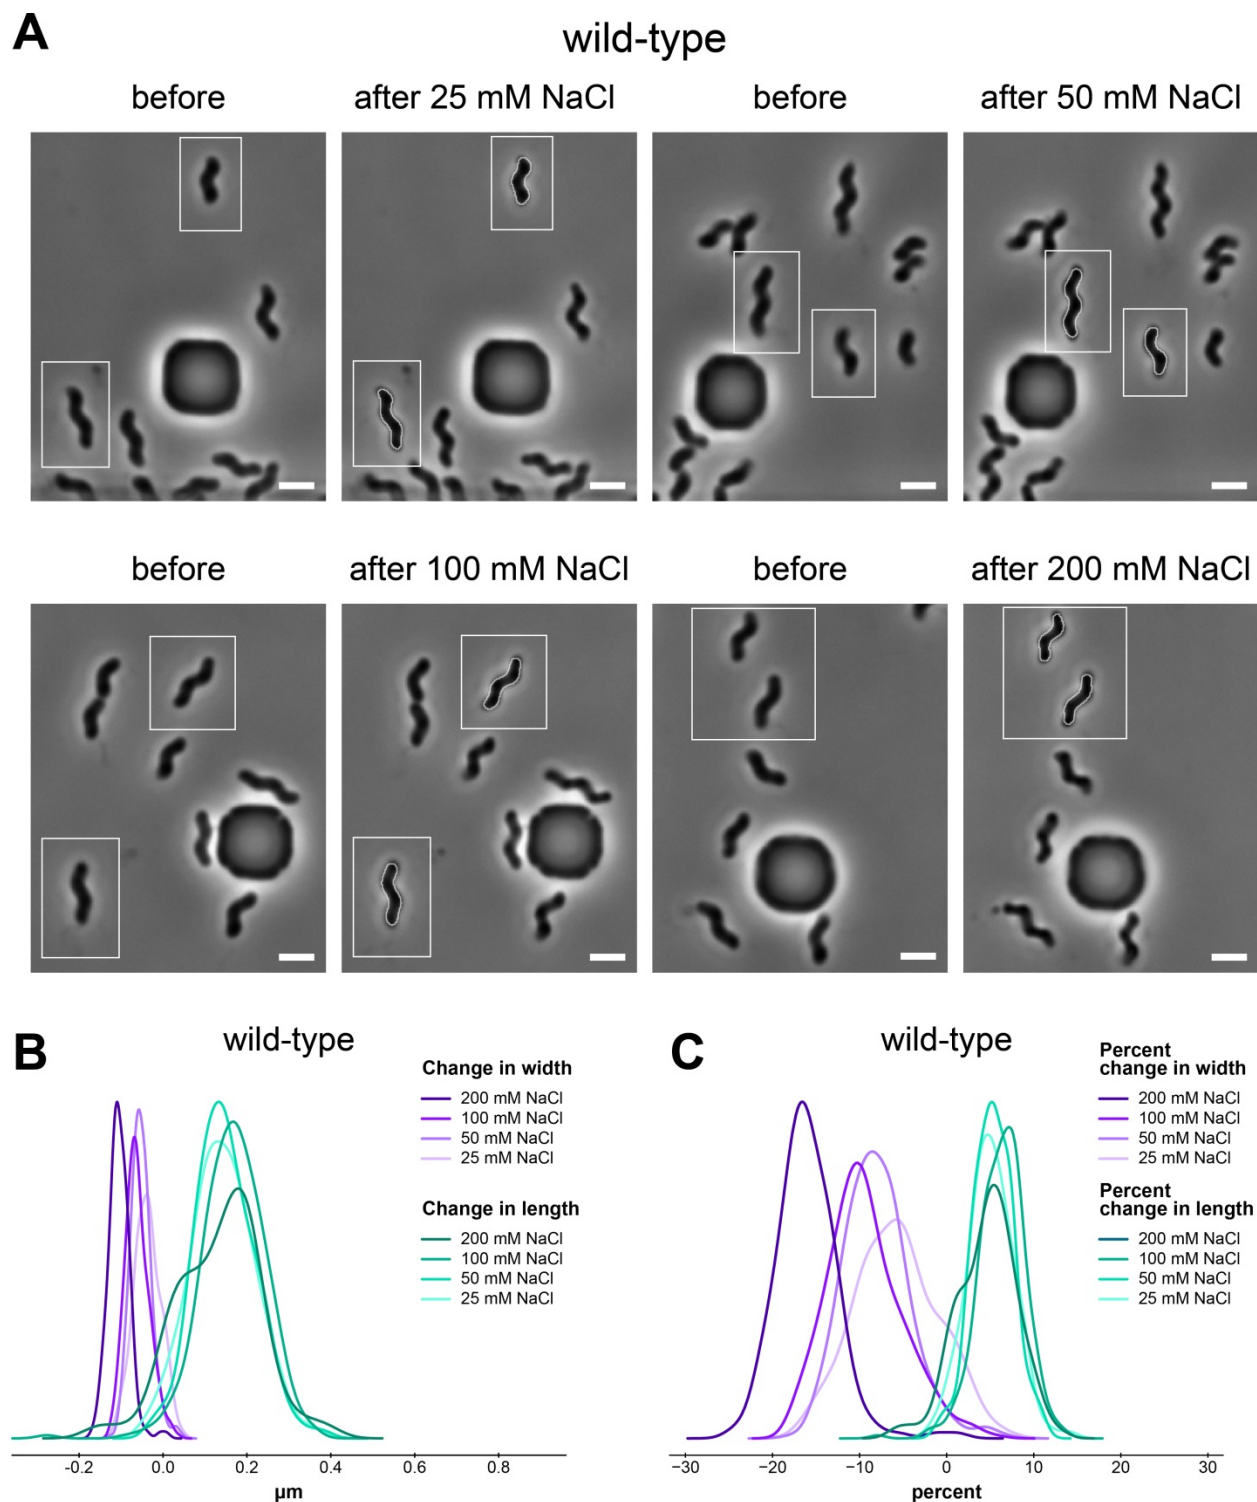 A
wild-type
before
after 25 mM NaCl
before
after 50 mM NaCl
before
after 100 mM NaCl
before
after 200 mM NaCl
B
wild-type
Change in width
200 mM NaCl
100 mM NaCl
50 mM NaCl
25 mM NaCl
Change in length
200 mM NaCl
100 mM NaCl
50 mM NaCl
25 mM NaCl
-0.2
0.0
0.2
0.4
0.6
0.8
µm
C
wild-type
Percent
change in width
200 mM NaCl
100 mM NaCl
50 mM NaCl
25 mM NaCl
Percent
change in length
200 mM NaCl
100 mM NaCl
50 mM NaCl
25 mM NaCl
−30
−20
−10
0
10
20
30
percent